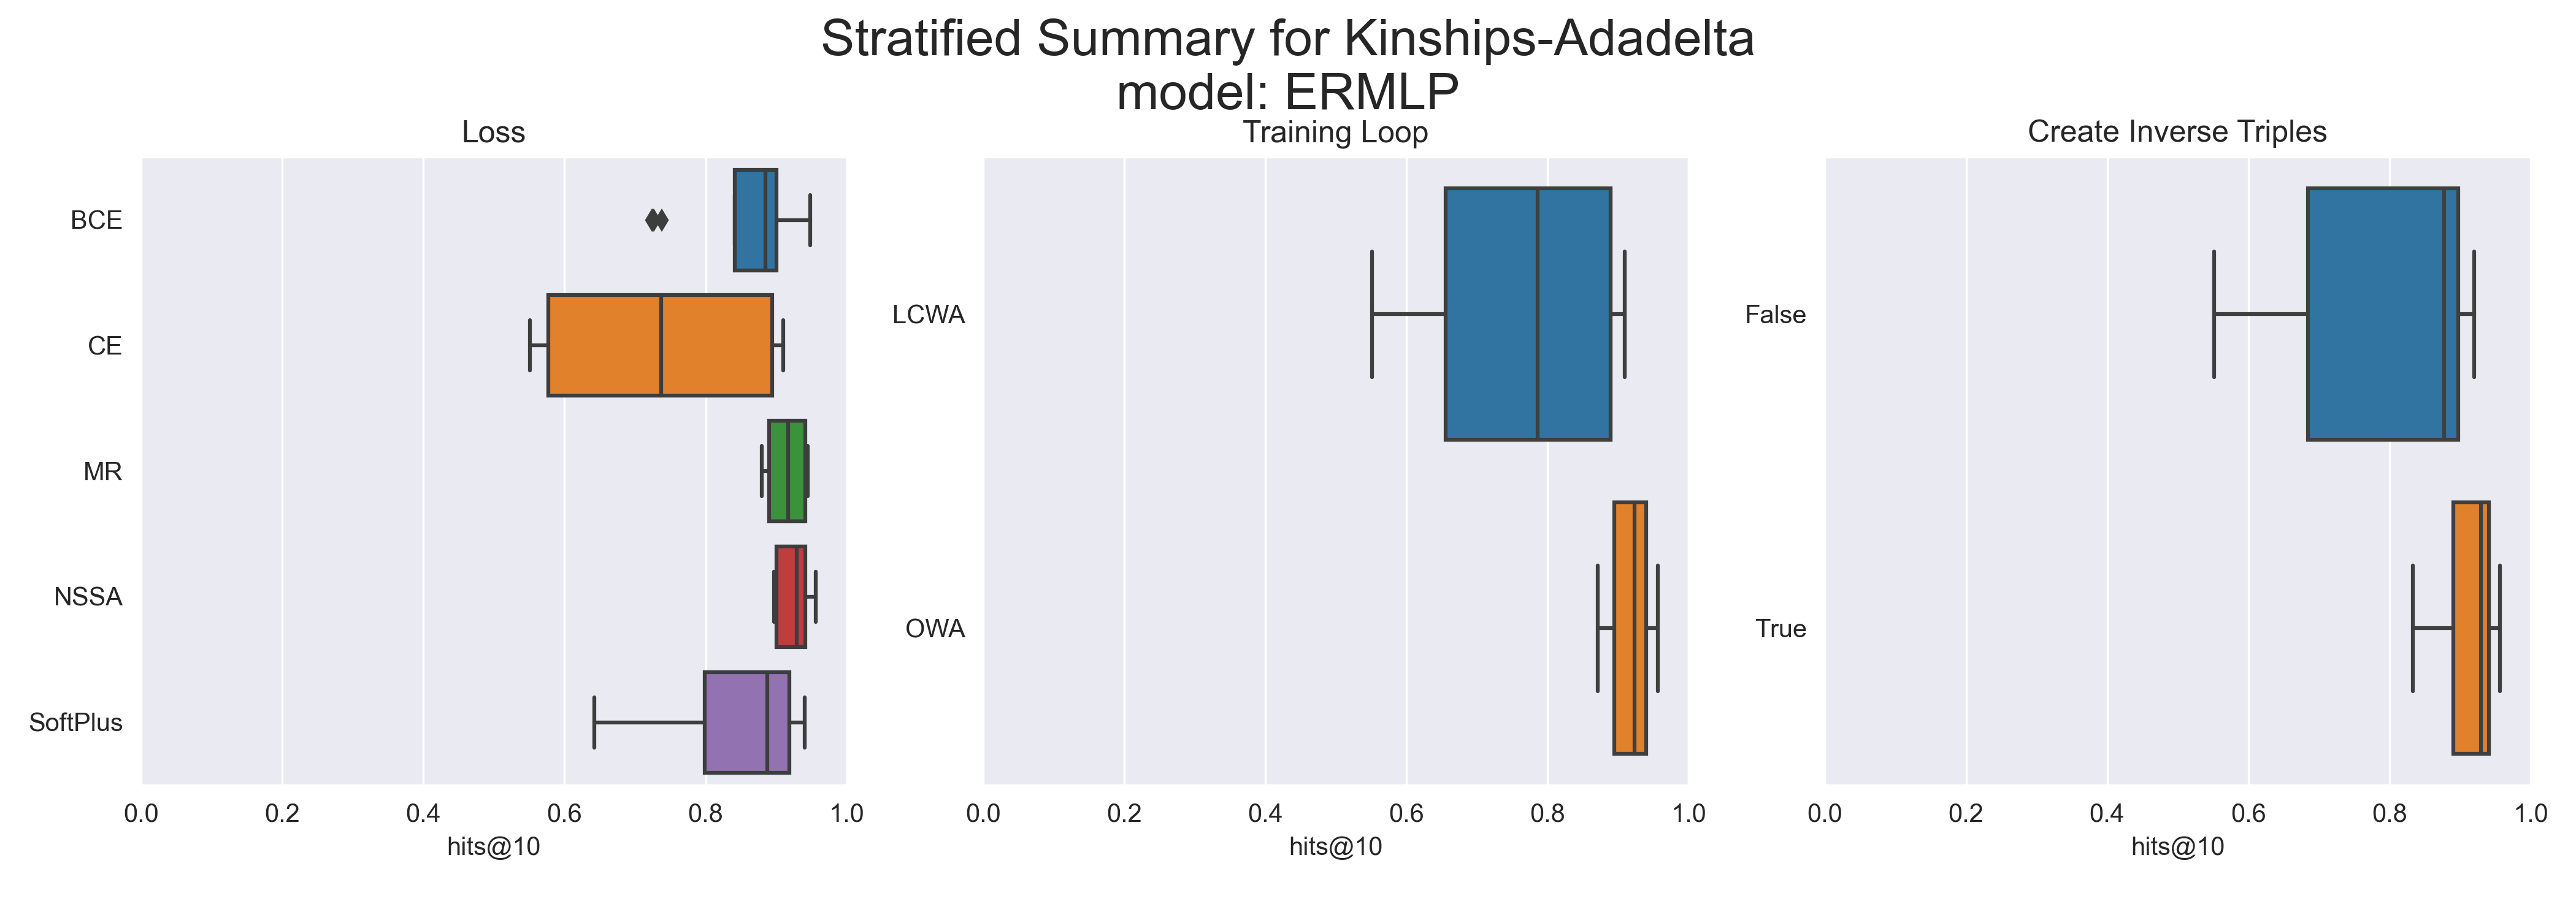 Stratified Summary for Kinships-Adadelta
model: ERMLP
Loss
BCE
CE
MR
NSSA
SoftPlus
0.0 0.2 0.4 0.6 0.8 1.0
hits@10
Training Loop
LCWA
OWA
0.0 0.2 0.4 0.6 0.8 1.0
hits@10
Create Inverse Triples
False
True
0.0 0.2 0.4 0.6 0.8 1.0
hits@10